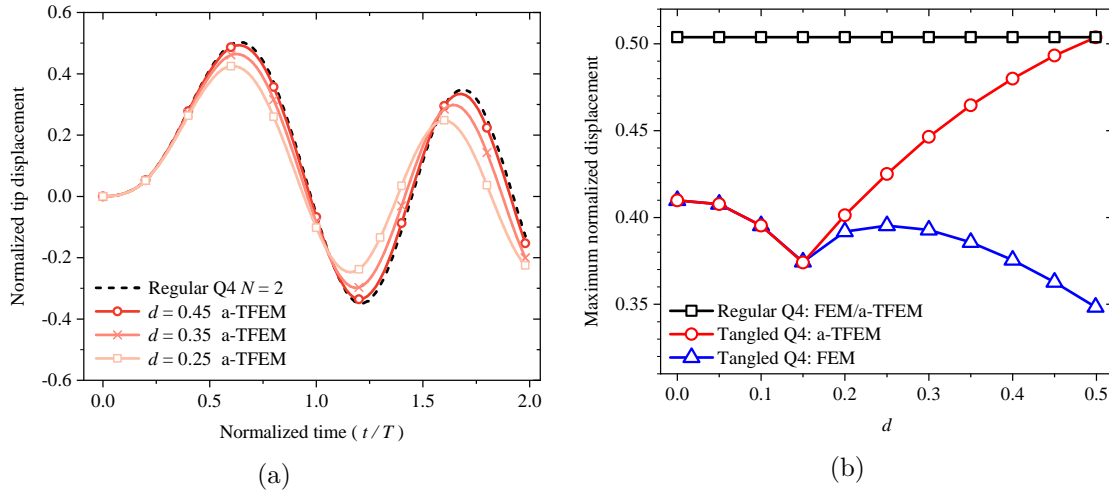 0.6
0.4
0.2
0.0
-0.2
-0.4
-0.6
Normalized tip displacement
Regular Q4 N = 2
d = 0.45 a-TFEM
d = 0.35 a-TFEM
d = 0.25 a-TFEM
0.0 0.5 1.0 1.5 2.0
Normalized time ( t / T )
(a)
0.50
0.45
0.40
0.35
Maximum normalized displacement
Regular Q4: FEM/a-TFEM
Tangled Q4: a-TFEM
Tangled Q4: FEM
0.0 0.1 0.2 0.3 0.4 0.5
d
(b)